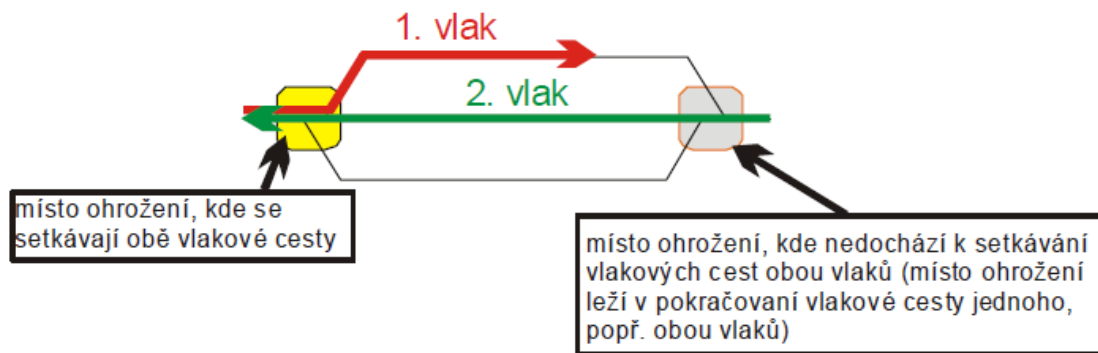 1. vlak
2. vlak
místo ohrožení, kde se
setkávají obě vlakové cesty
místo ohrožení, kde nedochází k setkávání
vlakových cest obou vlaků (místo ohrožení
leží v pokračovaní vlakové cesty jednoho,
popř. obou vlaků)